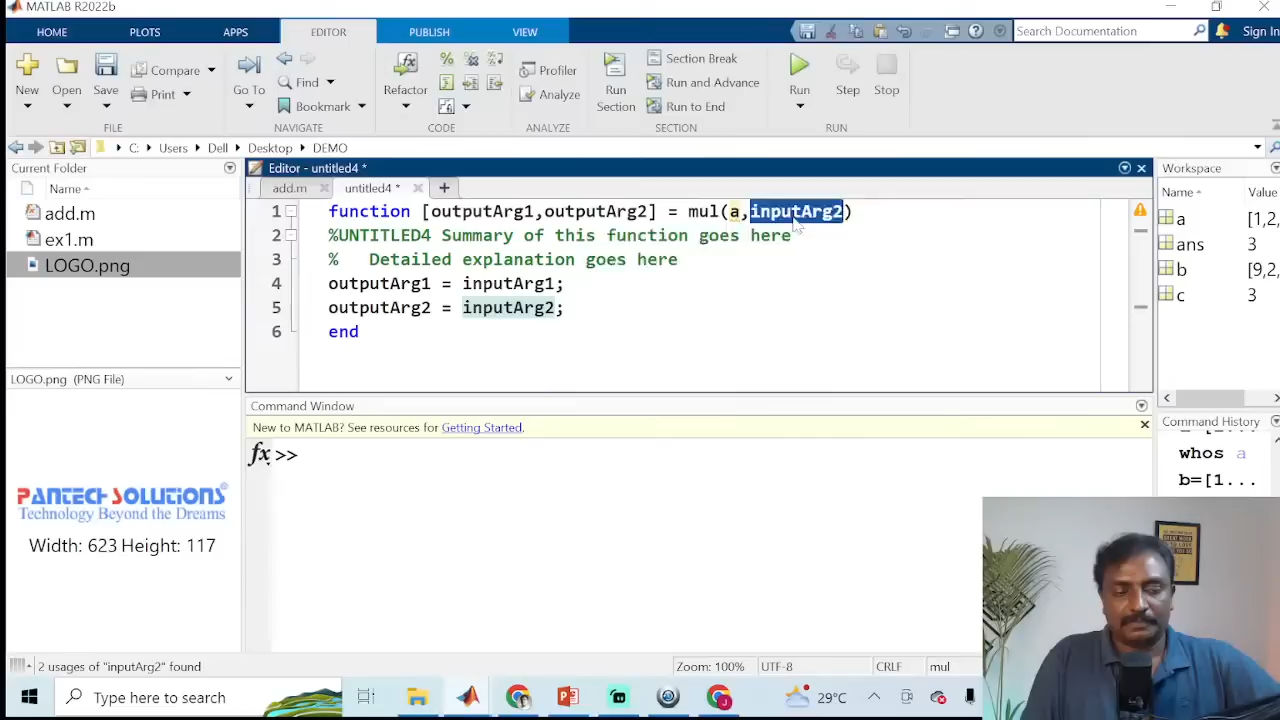 MATLAB R2022b
HOME PLOTS APPS EDITOR PUBLISH VIEW Search Documentation Sign In
New Open Save Compare Print Go To Find Bookmark Refactor Profiler Analyze Run Section Section Break Run and Advance Run to End Run Step Stop
FILE NAVIGATE CODE ANALYZE SECTION RUN
C: Users Dell Desktop DEMO
Current Folder
Name
add.m
ex1.m
LOGO.png
LOGO.png (PNG File)
PANTECH SOLUTIONS
Technology Beyond the Dreams
Width: 623 Height: 117
Editor - untitled4 *
add.m untitled4 *
1 function [outputArg1,outputArg2] = mul(a,inputArg2)
2 %UNTITLED4 Summary of this function goes here
3 % Detailed explanation goes here
4 outputArg1 = inputArg1;
5 outputArg2 = inputArg2;
6 end
Command Window
New to MATLAB? See resources for Getting Started.
fx >>
Workspace
Name Value
a [1,2,
ans 3
b [9,2,
c 3
Command History
whos a
b=[1...
2 usages of "inputArg2" found Zoom: 100% UTF-8 CRLF mul
Type here to search 29°C